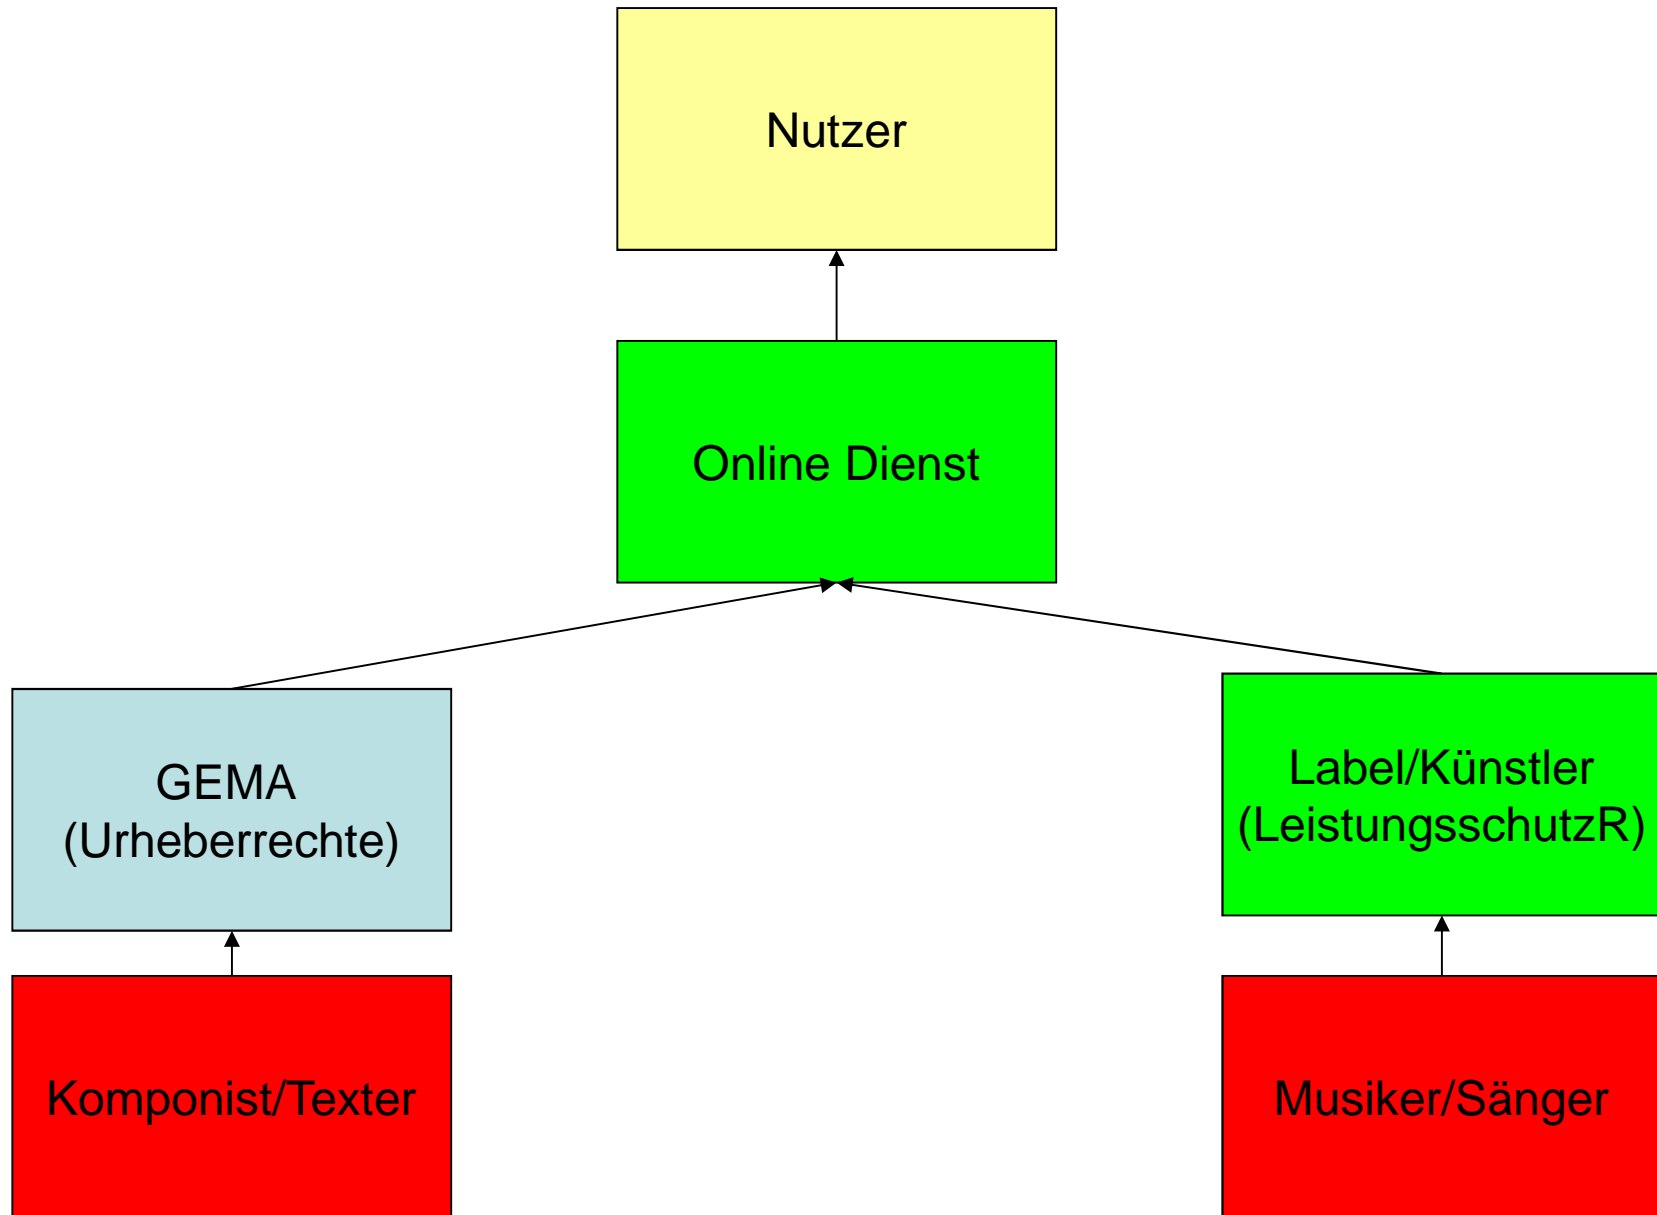 Nutzer
Online Dienst
GEMA
(Urheberrechte)
Label/Künstler
(LeistungsschutzR)
Komponist/Texter
Musiker/Sänger